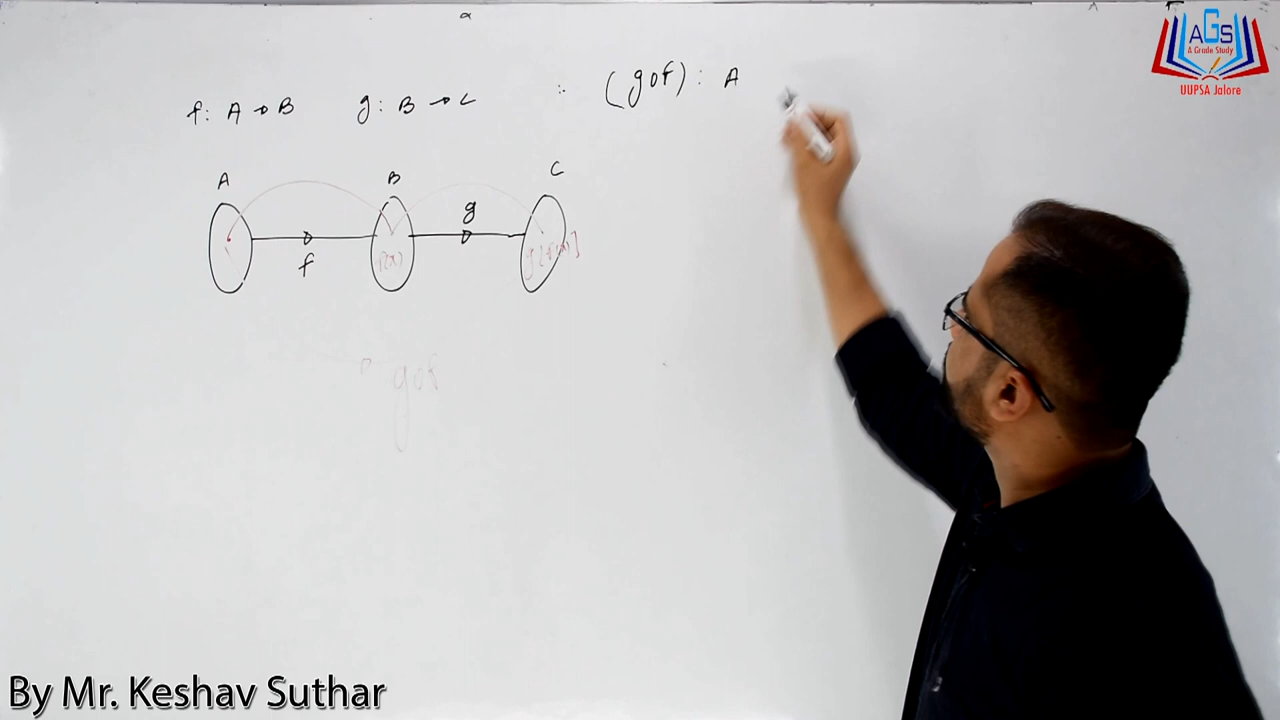 f: A → B g: B → C ∴ (gof): A
A B C
g
f
f(x) g[f(x)]
gof
AGS
A Grade Study
UUPSA Jalore
By Mr. Keshav Suthar